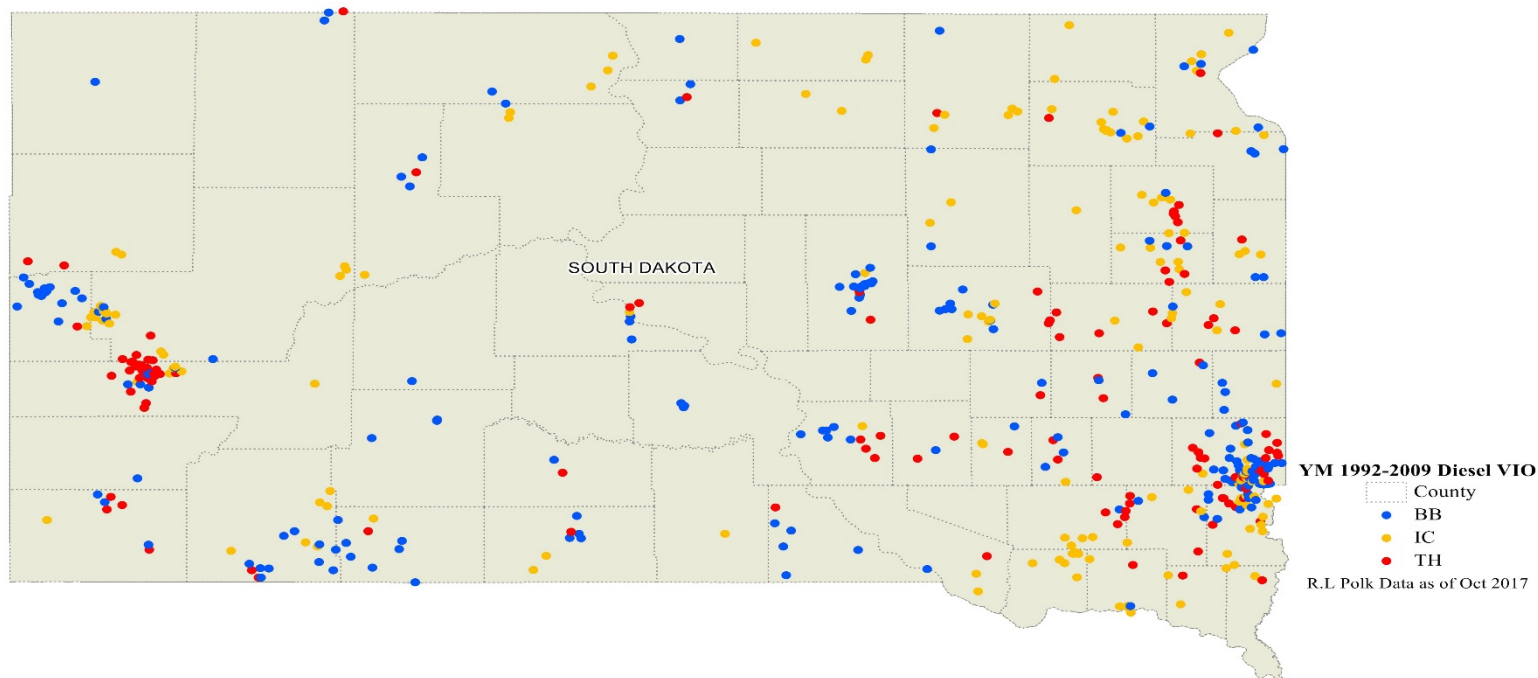 SOUTH DAKOTA
YM 1992-2009 Diesel VIO
County
BB
IC
TH
R.L Polk Data as of Oct 2017